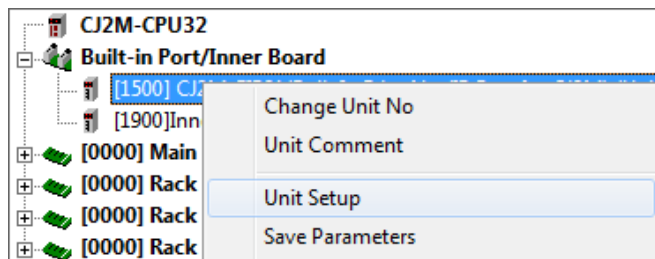 CJ2M-CPU32
Built-in Port/Inner Board
[1500]
[1900]Inn
[0000] Main
[0000] Rack
[0000] Rack
[0000] Rack
Change Unit No
Unit Comment
Unit Setup
Save Parameters